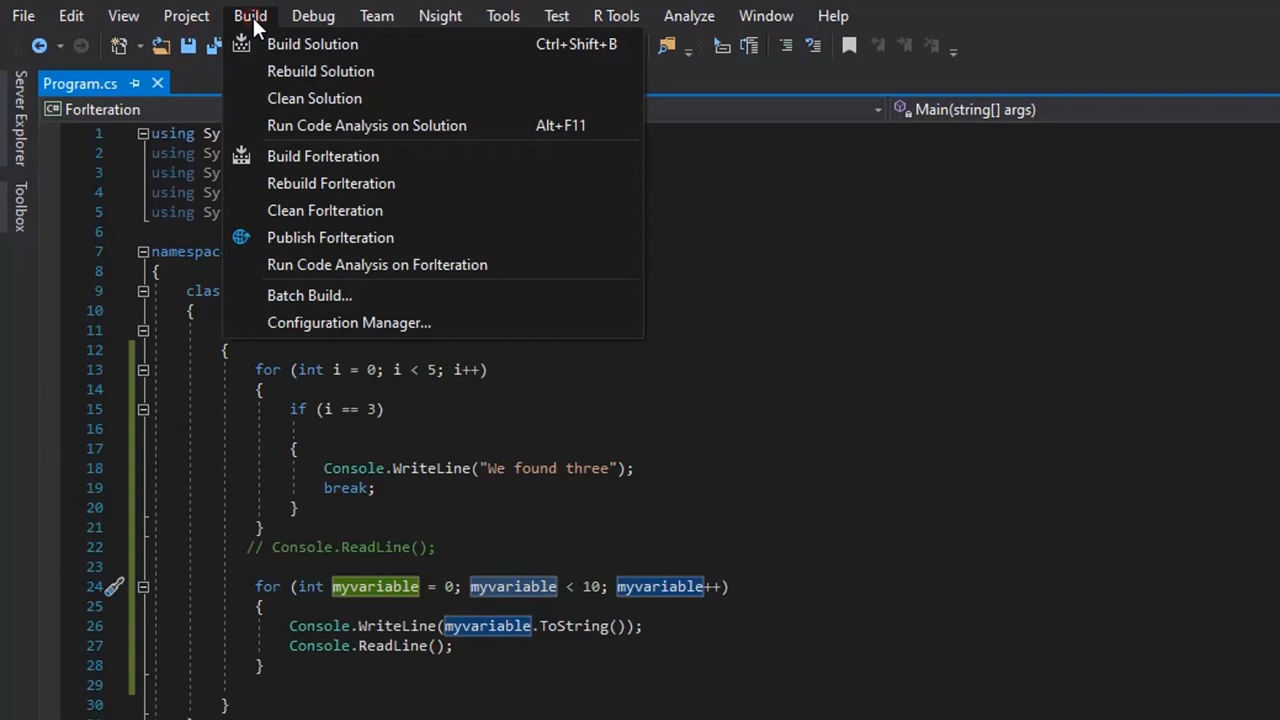 File Edit View Project Build Debug Team Nsight Tools Test R Tools Analyze Window Help
Build Solution Ctrl+Shift+B
Rebuild Solution
Clean Solution
Run Code Analysis on Solution Alt+F11
Build ForIteration
Rebuild ForIteration
Clean ForIteration
Publish ForIteration
Run Code Analysis on ForIteration
Batch Build...
Configuration Manager...
Server Explorer
Toolbox
Program.cs
C# ForIteration Main(string[] args)
1 using Sy
2 using Sy
3 using Sy
4 using Sy
5 using Sy
6
7 namespac
8 {
9 clas
10 {
11
12 {
13 for (int i = 0; i < 5; i++)
14 {
15 if (i == 3)
16
17 {
18 Console.WriteLine("We found three");
19 break;
20 }
21 }
22 // Console.ReadLine();
23
24 for (int myvariable = 0; myvariable < 10; myvariable++)
25 {
26 Console.WriteLine(myvariable.ToString());
27 Console.ReadLine();
28 }
29
30 }